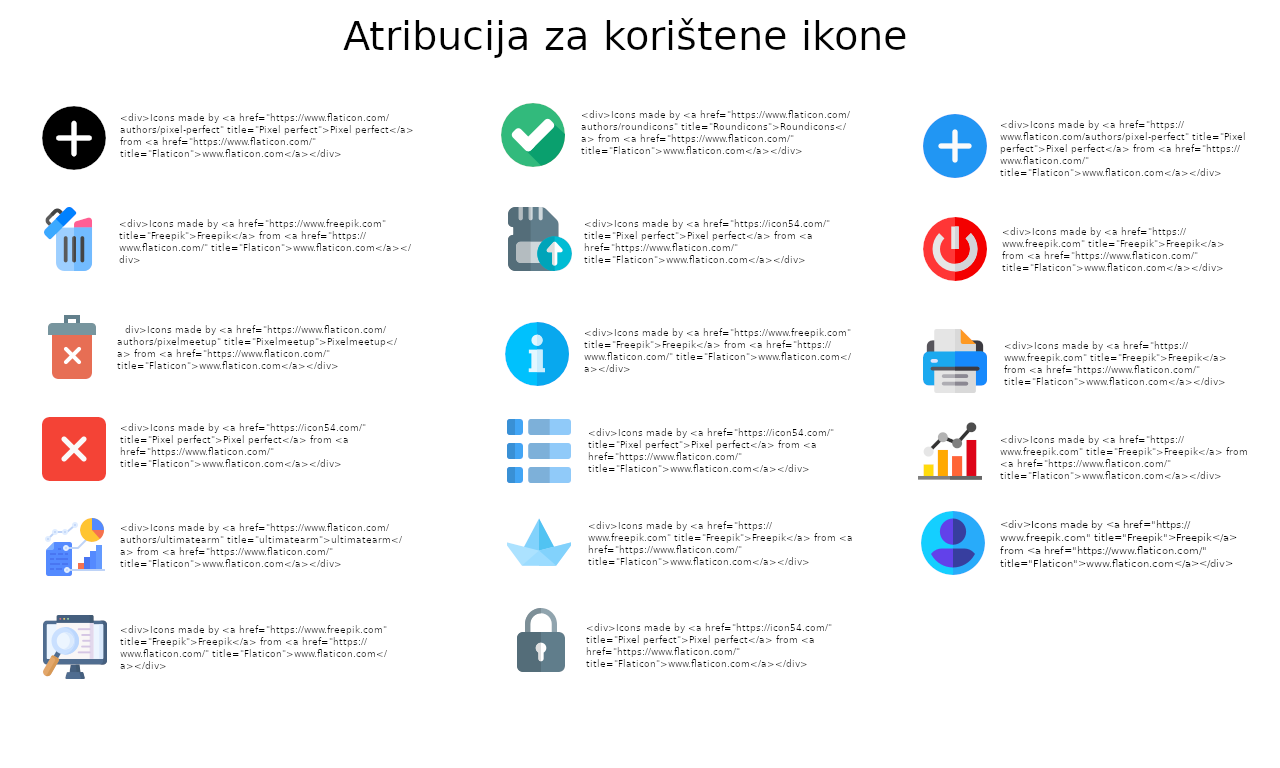 Atribucija za korištene ikone
<div>Icons made by <a href="https://www.flaticon.com/
authors/pixel-perfect" title="Pixel perfect">Pixel perfect</a>
from <a href="https://www.flaticon.com/"
title="Flaticon">www.flaticon.com</a></div>
<div>Icons made by <a href="https://www.freepik.com"
title="Freepik">Freepik</a> from <a href="https://
www.flaticon.com/" title="Flaticon">www.flaticon.com</a></
div>
div>Icons made by <a href="https://www.flaticon.com/
authors/pixelmeetup" title="Pixelmeetup">Pixelmeetup</
a> from <a href="https://www.flaticon.com/"
title="Flaticon">www.flaticon.com</a></div>
<div>Icons made by <a href="https://icon54.com/"
title="Pixel perfect">Pixel perfect</a> from <a
href="https://www.flaticon.com/"
title="Flaticon">www.flaticon.com</a></div>
<div>Icons made by <a href="https://www.flaticon.com/
authors/ultimatearm" title="ultimatearm">ultimatearm</
a> from <a href="https://www.flaticon.com/"
title="Flaticon">www.flaticon.com</a></div>
<div>Icons made by <a href="https://www.freepik.com"
title="Freepik">Freepik</a> from <a href="https://
www.flaticon.com/" title="Flaticon">www.flaticon.com</
a></div>
<div>Icons made by <a href="https://www.flaticon.com/
authors/roundicons" title="Roundicons">Roundicons</
a> from <a href="https://www.flaticon.com/"
title="Flaticon">www.flaticon.com</a></div>
<div>Icons made by <a href="https://icon54.com/"
title="Pixel perfect">Pixel perfect</a> from <a
href="https://www.flaticon.com/"
title="Flaticon">www.flaticon.com</a></div>
<div>Icons made by <a href="https://www.freepik.com"
title="Freepik">Freepik</a> from <a href="https://
www.flaticon.com/" title="Flaticon">www.flaticon.com</
a></div>
<div>Icons made by <a href="https://icon54.com/"
title="Pixel perfect">Pixel perfect</a> from <a
href="https://www.flaticon.com/"
title="Flaticon">www.flaticon.com</a></div>
<div>Icons made by <a href="https://
www.freepik.com" title="Freepik">Freepik</a> from <a
href="https://www.flaticon.com/"
title="Flaticon">www.flaticon.com</a></div>
<div>Icons made by <a href="https://icon54.com/"
title="Pixel perfect">Pixel perfect</a> from <a
href="https://www.flaticon.com/"
title="Flaticon">www.flaticon.com</a></div>
<div>Icons made by <a href="https://
www.flaticon.com/authors/pixel-perfect" title="Pixel
perfect">Pixel perfect</a> from <a href="https://
www.flaticon.com/"
title="Flaticon">www.flaticon.com</a></div>
<div>Icons made by <a href="https://
www.freepik.com" title="Freepik">Freepik</a>
from <a href="https://www.flaticon.com/"
title="Flaticon">www.flaticon.com</a></div>
<div>Icons made by <a href="https://
www.freepik.com" title="Freepik">Freepik</a>
from <a href="https://www.flaticon.com/"
title="Flaticon">www.flaticon.com</a></div>
<div>Icons made by <a href="https://
www.freepik.com" title="Freepik">Freepik</a> from
<a href="https://www.flaticon.com/"
title="Flaticon">www.flaticon.com</a></div>
<div>Icons made by <a href="https://
www.freepik.com" title="Freepik">Freepik</a>
from <a href="https://www.flaticon.com/"
title="Flaticon">www.flaticon.com</a></div>